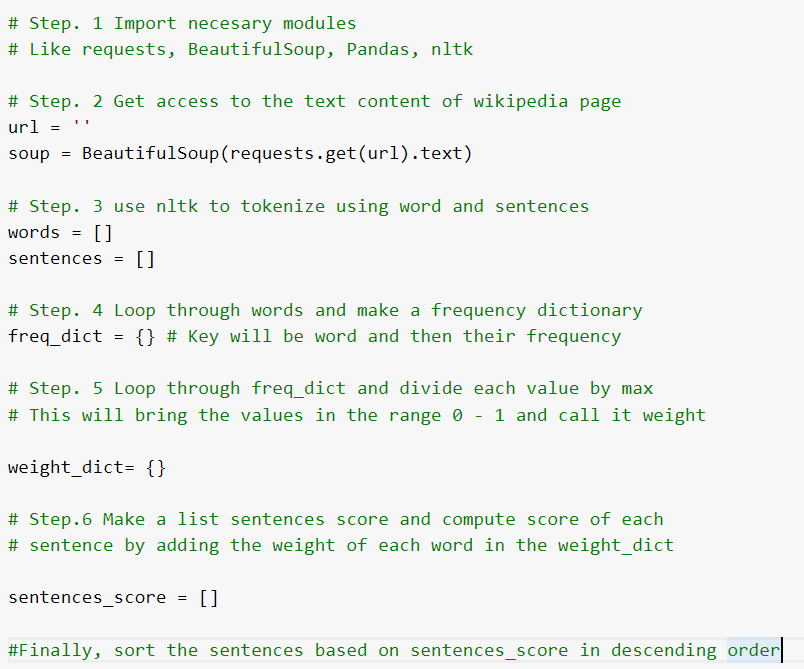 # Step. 1 Import necesary modules
# Like requests, BeautifulSoup, Pandas, nltk
# Step. 2 Get access to the text content of wikipedia page
url = ''
soup = BeautifulSoup(requests.get(url).text)
# Step. 3 use nltk to tokenize using word and sentences
words = []
sentences = []
# Step. 4 Loop through words and make a frequency dictionary
freq_dict = {} # Key will be word and then their frequency
# Step. 5 Loop through freq_dict and divide each value by max
# This will bring the values in the range 0 - 1 and call it weight
weight_dict= {}
# Step.6 Make a list sentences score and compute score of each
# sentence by adding the weight of each word in the weight_dict
sentences_score = []
#Finally, sort the sentences based on sentences_score in descending order